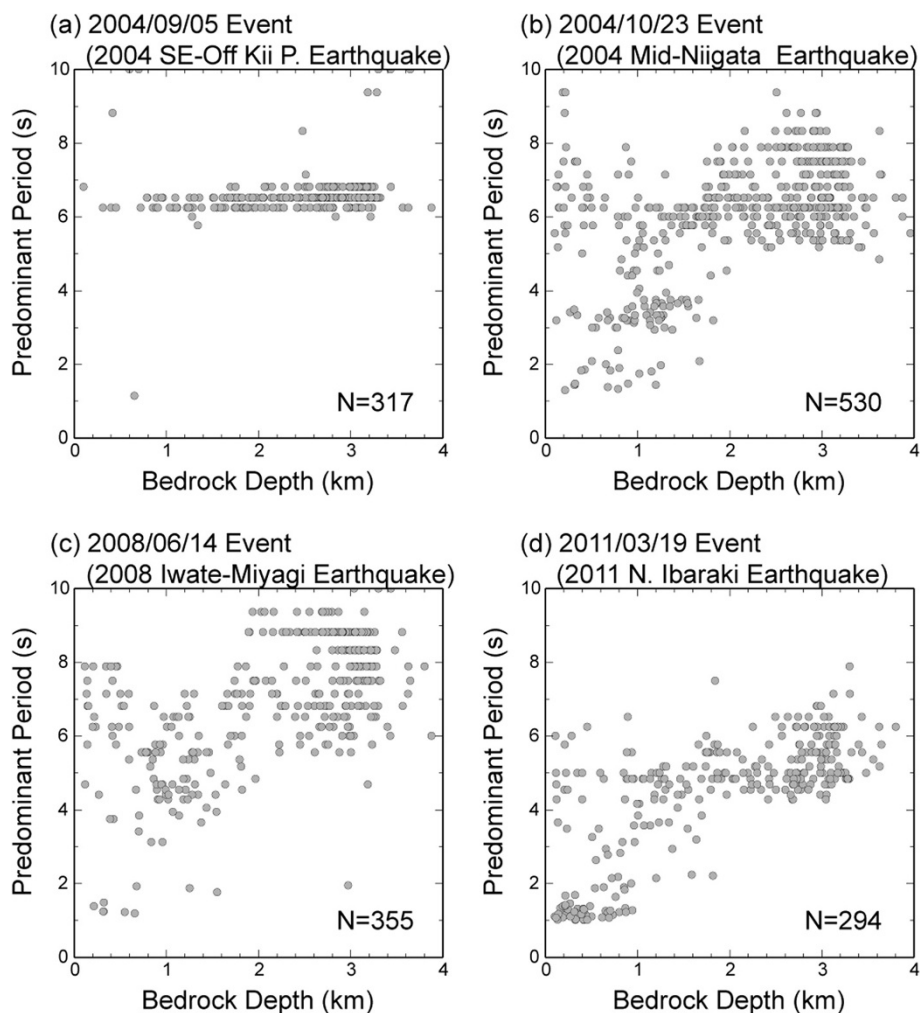 (a) 2004/09/05 Event
(2004 SE-Off Kii P. Earthquake)
10
8
6
4
2
0
Predominant Period (s)
N=317
0 1 2 3 4
Bedrock Depth (km)
(b) 2004/10/23 Event
(2004 Mid-Niigata Earthquake)
10
8
6
4
2
0
Predominant Period (s)
N=530
0 1 2 3 4
Bedrock Depth (km)
(c) 2008/06/14 Event
(2008 Iwate-Miyagi Earthquake)
10
8
6
4
2
0
Predominant Period (s)
N=355
0 1 2 3 4
Bedrock Depth (km)
(d) 2011/03/19 Event
(2011 N. Ibaraki Earthquake)
10
8
6
4
2
0
Predominant Period (s)
N=294
0 1 2 3 4
Bedrock Depth (km)